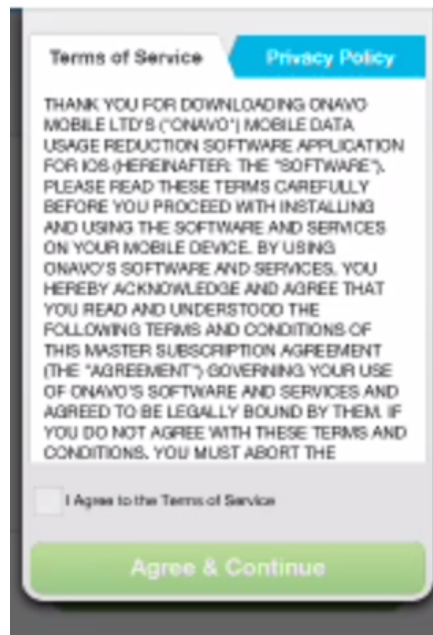 Terms of Service
Privacy Policy
THANK YOU FOR DOWNLOADING ONAVO
MOBILE LTD'S ("ONAVO") MOBILE DATA
USAGE REDUCTION SOFTWARE APPLICATION
FOR IOS (HEREINAFTER: THE "SOFTWARE").
PLEASE READ THESE TERMS CAREFULLY
BEFORE YOU PROCEED WITH INSTALLING
AND USING THE SOFTWARE AND SERVICES
ON YOUR MOBILE DEVICE. BY USING
ONAVO'S SOFTWARE AND SERVICES, YOU
HEREBY ACKNOWLEDGE AND AGREE THAT
YOU READ AND UNDERSTOOD THE
FOLLOWING TERMS AND CONDITIONS OF
THIS MASTER SUBSCRIPTION AGREEMENT
(THE "AGREEMENT") GOVERNING YOUR USE
OF ONAVO'S SOFTWARE AND SERVICES AND
AGREED TO BE LEGALLY BOUND BY THEM. IF
YOU DO NOT AGREE WITH THESE TERMS AND
CONDITIONS, YOU MUST ABORT THE
I Agree to the Terms of Service
Agree & Continue